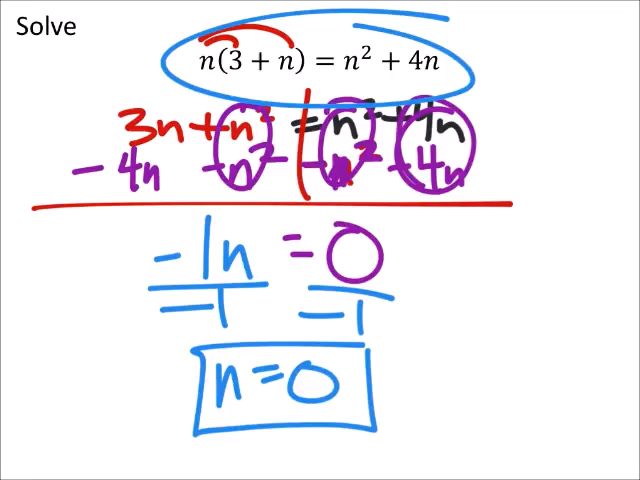 Solve
n(3 + n) = n² + 4n
3n + n² = n² + 4n
- 4n - n² - n² - 4n
-1n = 0
-1 -1
n = 0